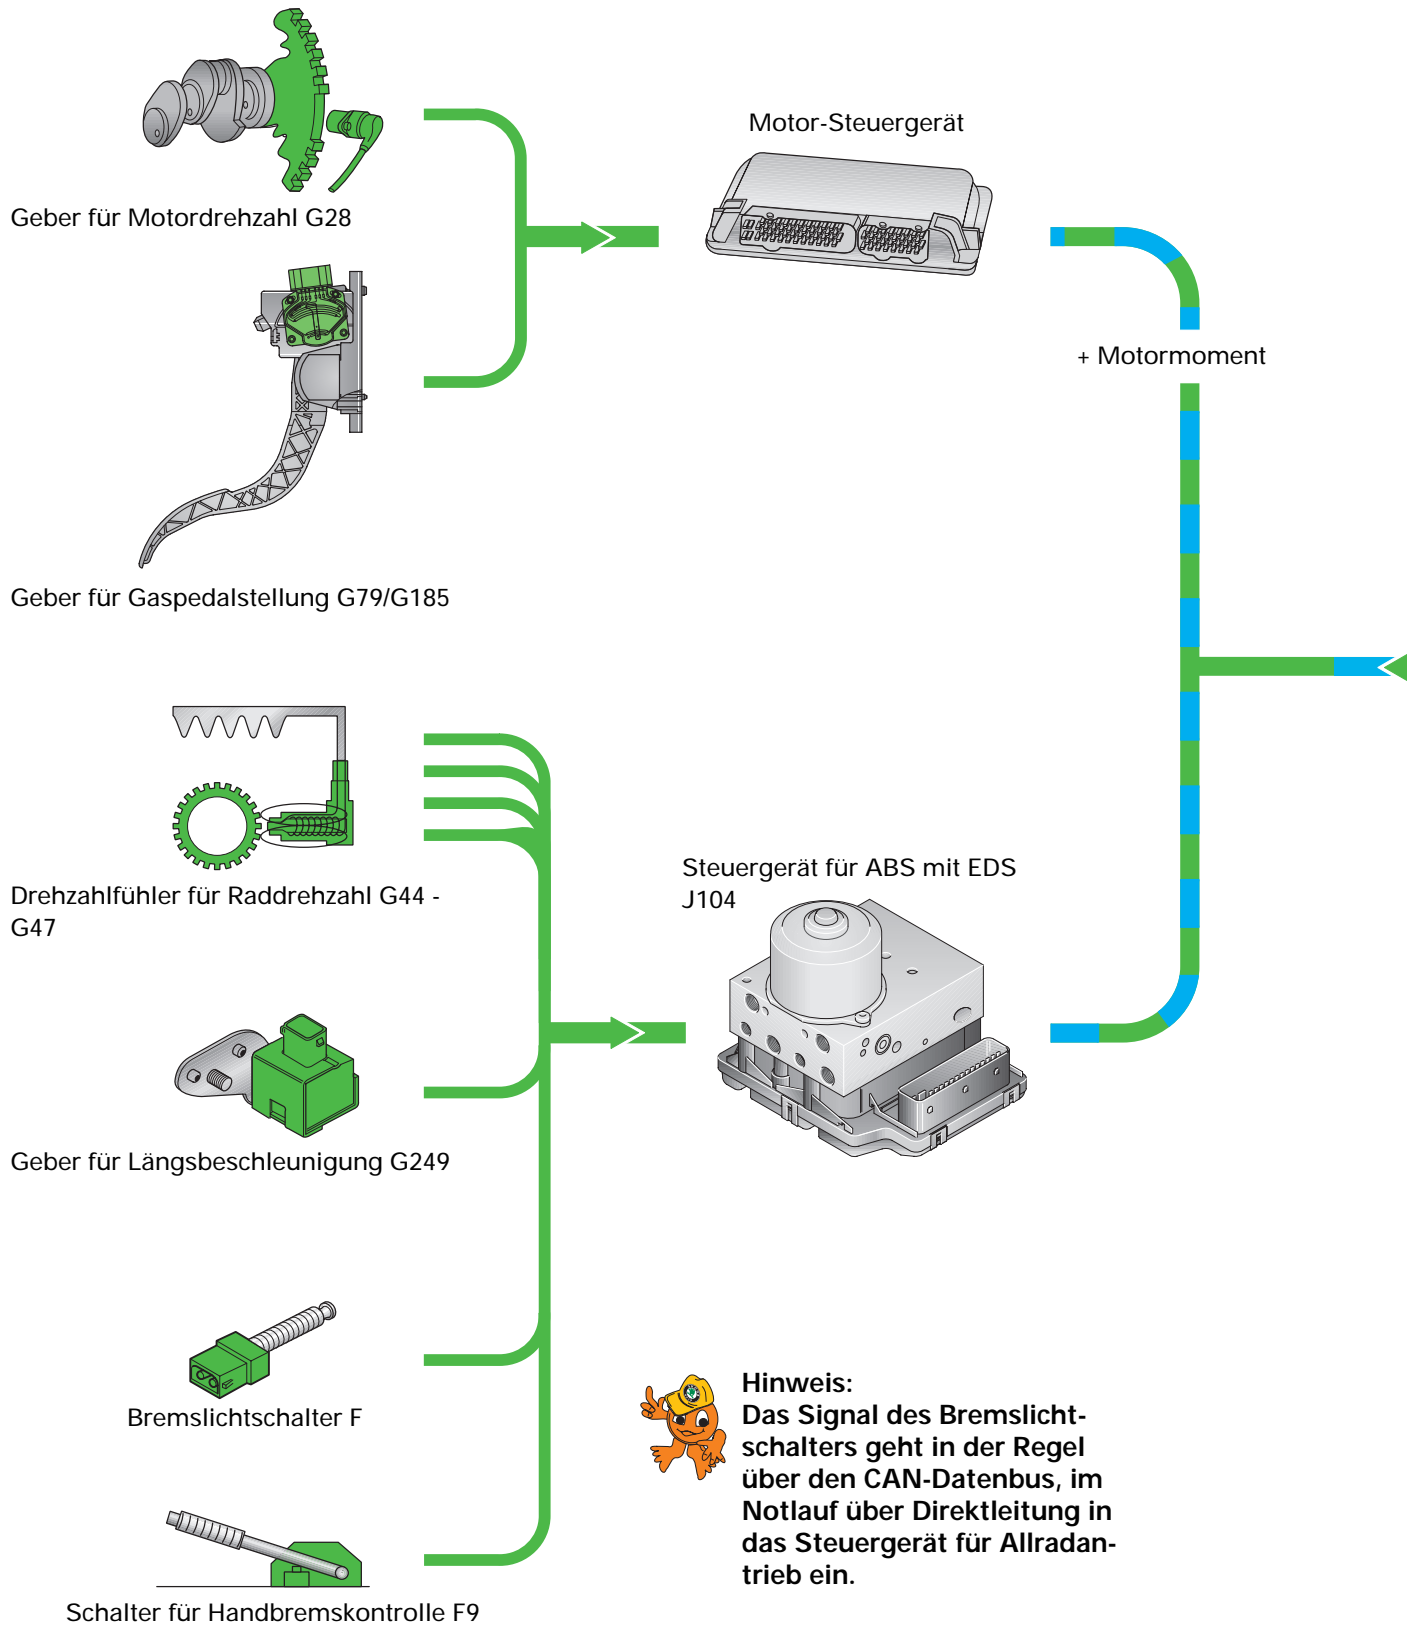 Motor-Steuergerät
Geber für Motordrehzahl G28
+ Motormoment
Geber für Gaspedalstellung G79/G185
Steuergerät für ABS mit EDS
J104
Drehzahlfühler für Raddrehzahl G44 -
G47
Geber für Längsbeschleunigung G249
Bremslichtschalter F
Hinweis:
Das Signal des Bremslicht-
schalters geht in der Regel
über den CAN-Datenbus, im
Notlauf über Direktleitung in
das Steuergerät für Allradan-
trieb ein.
Schalter für Handbremskontrolle F9